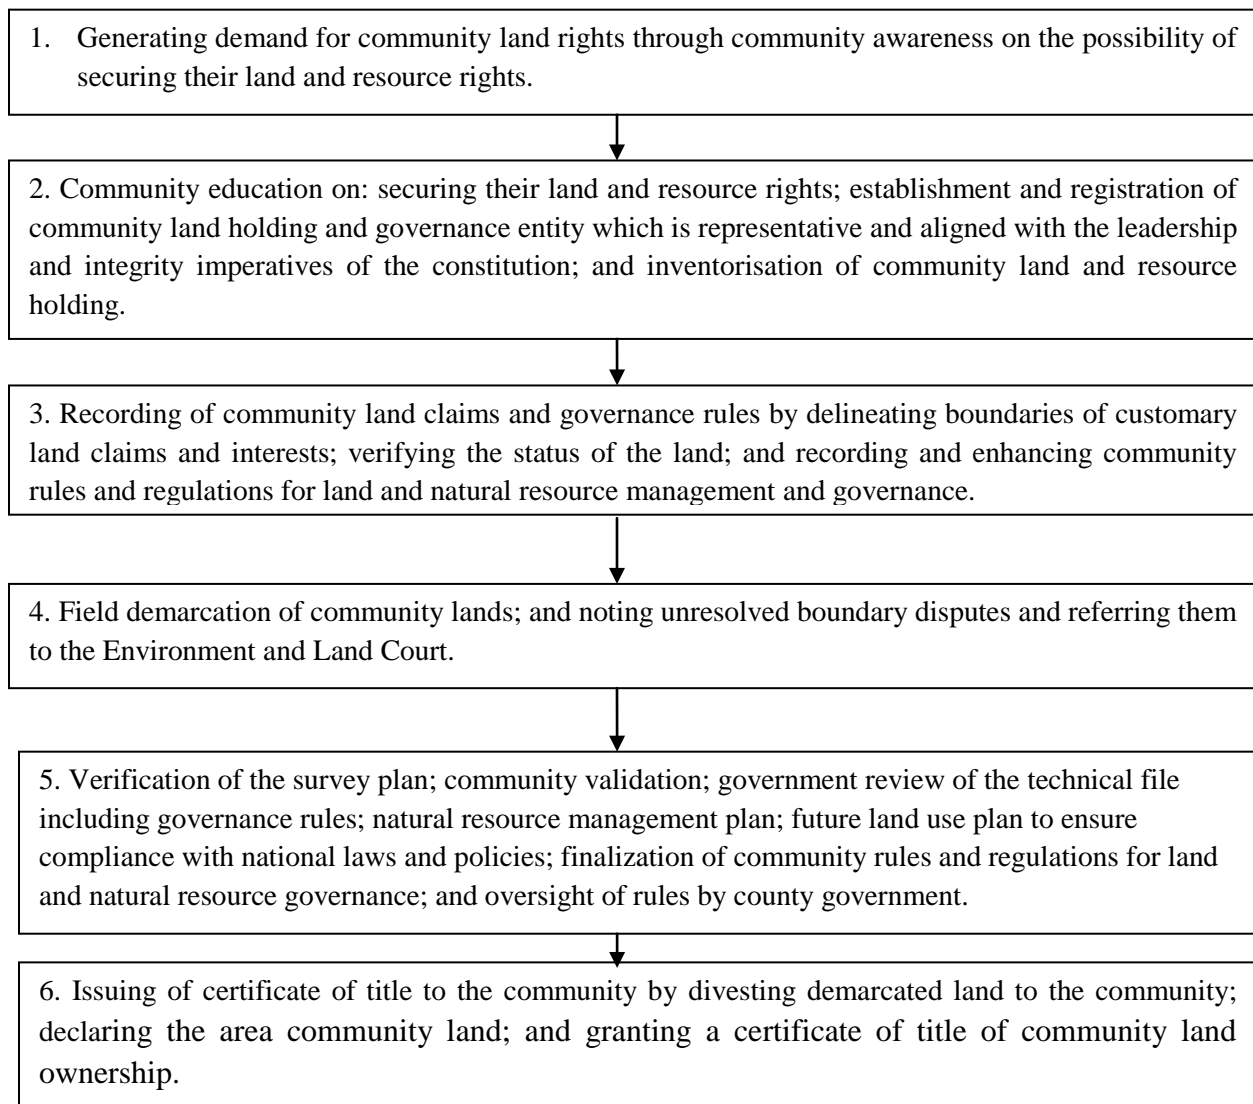 1. Generating demand for community land rights through community awareness on the possibility of
securing their land and resource rights.
2. Community education on: securing their land and resource rights; establishment and registration of
community land holding and governance entity which is representative and aligned with the leadership
and integrity imperatives of the constitution; and inventorisation of community land and resource
holding.
3. Recording of community land claims and governance rules by delineating boundaries of customary
land claims and interests; verifying the status of the land; and recording and enhancing community
rules and regulations for land and natural resource management and governance.
4. Field demarcation of community lands; and noting unresolved boundary disputes and referring them
to the Environment and Land Court.
5. Verification of the survey plan; community validation; government review of the technical file
including governance rules; natural resource management plan; future land use plan to ensure
compliance with national laws and policies; finalization of community rules and regulations for land
and natural resource governance; and oversight of rules by county government.
6. Issuing of certificate of title to the community by divesting demarcated land to the community;
declaring the area community land; and granting a certificate of title of community land
ownership.